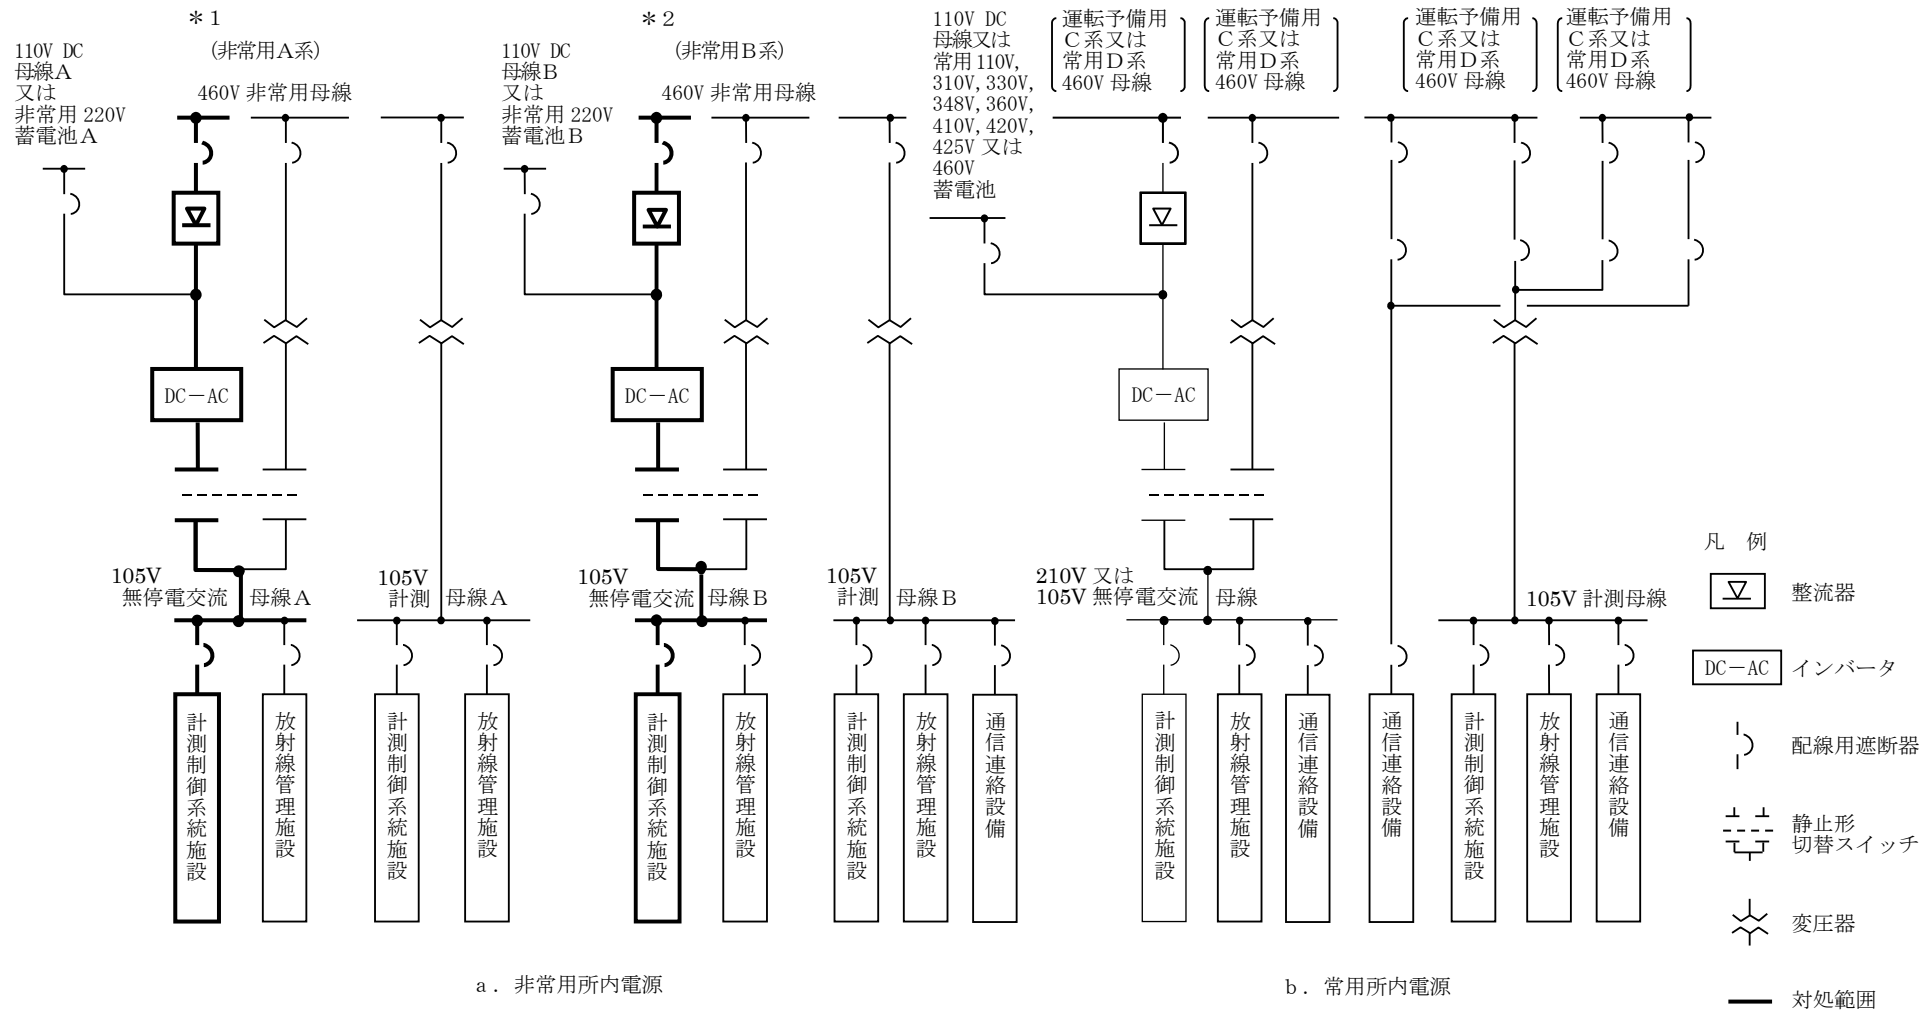 ＊1
(非常用A系)
110V DC
母線A
又は
非常用 220V
蓄電池A
460V 非常用母線
＊2
(非常用B系)
110V DC
母線B
又は
非常用 220V
蓄電池B
460V 非常用母線
110V DC
母線又は
常用 110V,
310V, 330V,
348V, 360V,
410V, 420V,
425V 又は
460V
蓄電池
運転予備用
C系又は
常用D系
460V 母線
運転予備用
C系又は
常用D系
460V 母線
運転予備用
C系又は
常用D系
460V 母線
運転予備用
C系又は
常用D系
460V 母線
DC－AC
DC－AC
DC－AC
105V
無停電交流 母線A
105V
計測 母線A
105V
無停電交流 母線B
105V
計測 母線B
210V 又は
105V 無停電交流 母線
105V 計測母線
計測制御系統施設
放射線管理施設
計測制御系統施設
放射線管理施設
計測制御系統施設
放射線管理施設
計測制御系統施設
放射線管理施設
通信連絡設備
計測制御系統施設
放射線管理施設
通信連絡設備
通信連絡設備
計測制御系統施設
放射線管理施設
通信連絡設備
a．非常用所内電源
b．常用所内電源
凡 例
整流器
DC－AC インバータ
配線用遮断器
静止形
切替スイッチ
変圧器
対処範囲